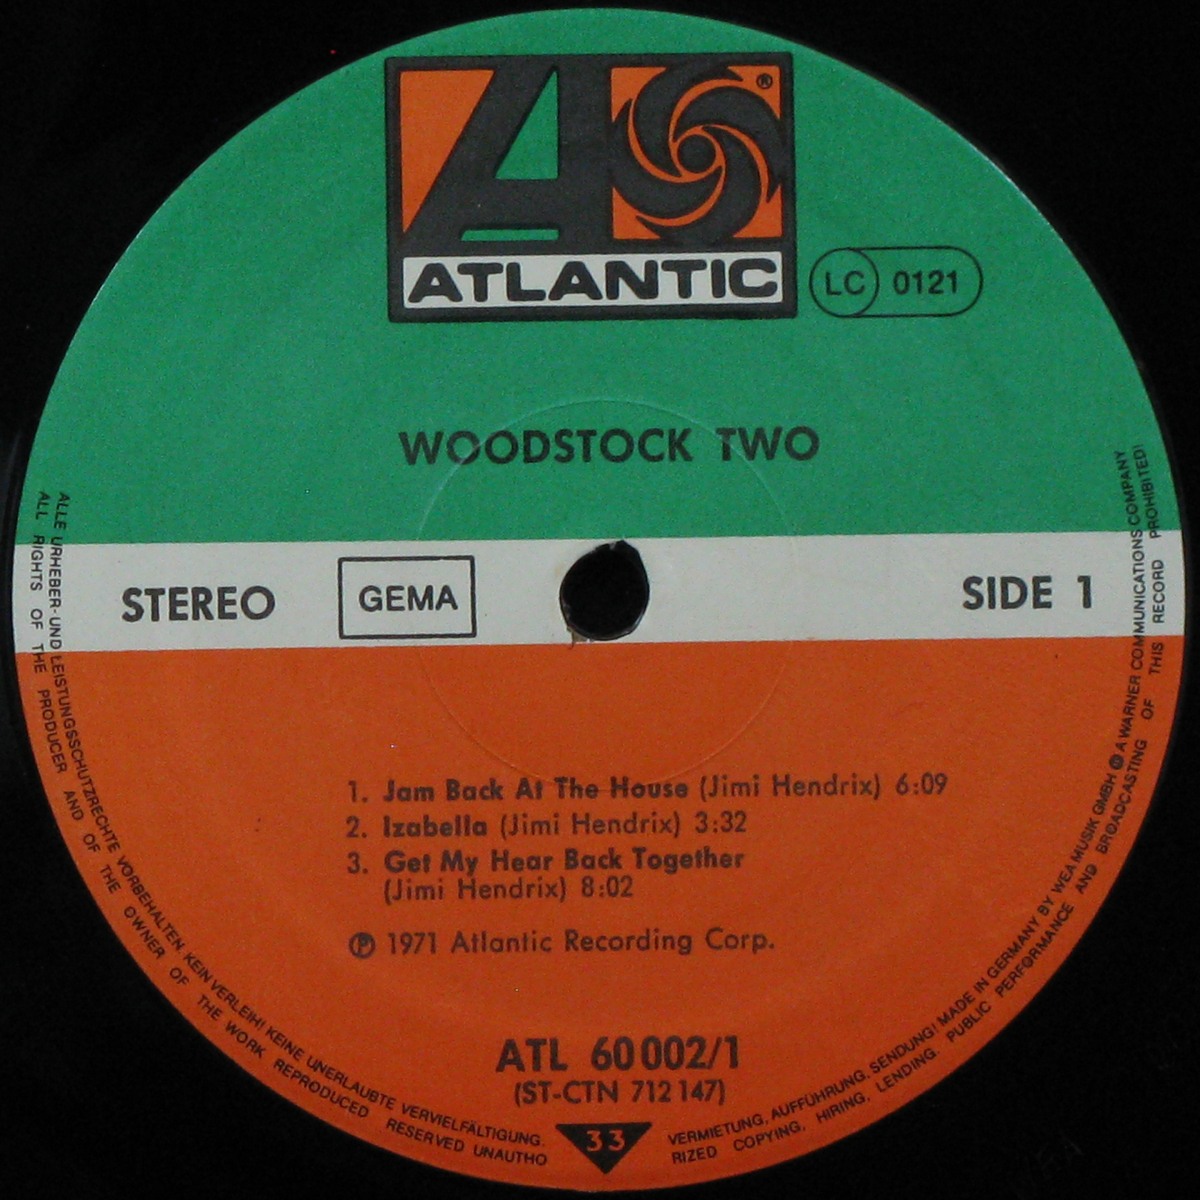 ®
ATLANTIC
LC 0121
WOODSTOCK TWO
STEREO
GEMA
SIDE 1
1. Jam Back At The House (Jimi Hendrix) 6:09
2. Izabella (Jimi Hendrix) 3:32
3. Get My Hear Back Together
(Jimi Hendrix) 8:02
℗ 1971 Atlantic Recording Corp.
ATL 60 002/1
(ST-CTN 712 147)
33
ALLE URHEBER- UND LEISTUNGSSCHUTZRECHTE VORBEHALTEN. KEIN VERLEIH! KEINE UNERLAUBTE VERVIELFÄLTIGUNG. VERMIETUNG, AUFFÜHRUNG, SENDUNG! MADE IN GERMANY BY WEA MUSIK GMBH A WARNER COMMUNICATIONS COMPANY
ALL RIGHTS OF THE PRODUCER AND OF THE OWNER OF THE WORK REPRODUCED RESERVED UNAUTHO RIZED COPYING, HIRING, LENDING, PUBLIC PERFORMANCE AND BROADCASTING OF THIS RECORD PROHIBITED!